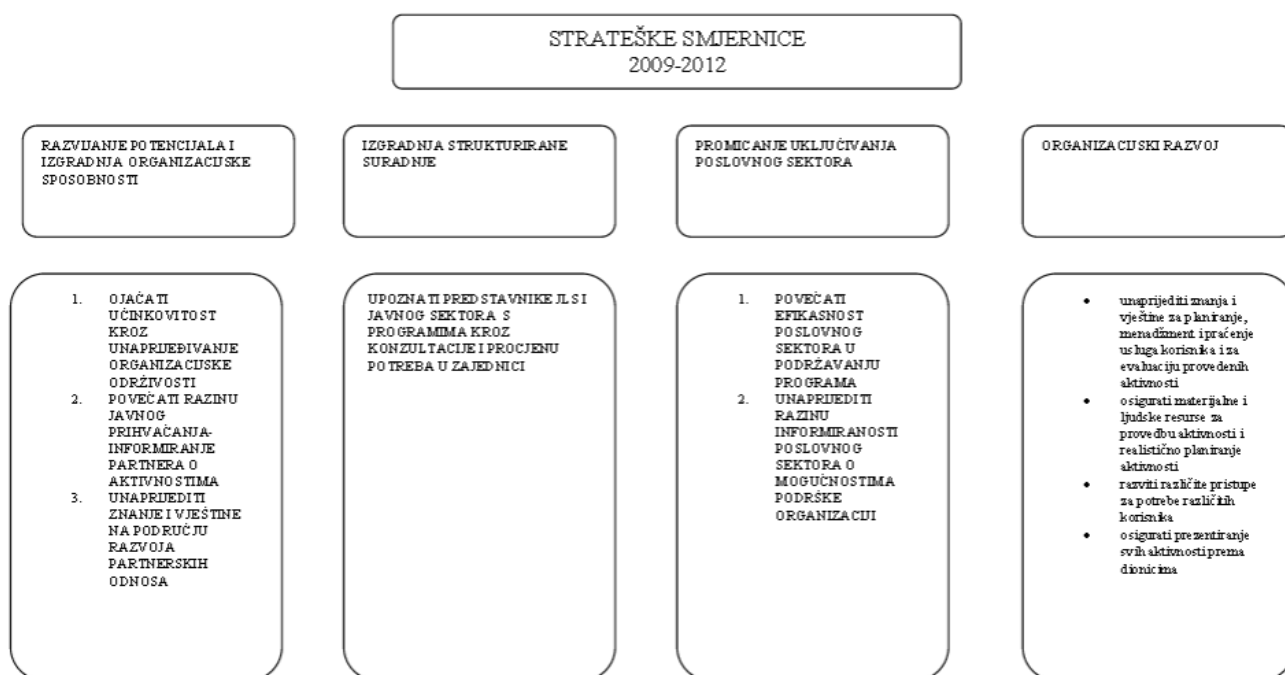 STRATEŠKE SMJERNICE
2009-2012
RAZVIJANJE POTENCIJALA I
IZGRADNJA ORGANIZACIJSKE
SPOSOBNOSTI
IZGRADNJA STRUKTURIRANE
SURADNJE
PROMICANJE UKLJUČIVANJA
POSLOVNOG SEKTORA
ORGANIZACIJSKI RAZVOJ
1. OJAČATI
UČINKOVITOST
KROZ
UNAPRIJEĐIVANJE
ORGANIZACIJSKE
ODRŽIVOSTI
2. POVEĆATI RAZINU
JAVNOG
PRIHVAĆANJA-
INFORMIRANJE
PARTNERA O
AKTIVNOSTIMA
3. UNAPRIJEDITI
ZNANJE I VJEŠTINE
NA PODRUČJU
RAZVOJA
PARTNERSKIH
ODNOSA
UPOZNATI PREDSTAVNIKE JLS I
JAVNOG SEKTORA S
PROGRAMIMA KROZ
KONZULTACIJE I PROCJENU
POTREBA U ZAJEDNICI
1. POVEĆATI
EFIKASNOST
POSLOVNOG
SEKTORA U
PODRŽAVANJU
PROGRAMA
2. UNAPRIJEDITI
RAZINU
INFORMIRANOSTI
POSLOVNOG
SEKTORA O
MOGUĆNOSTIMA
PODRŠKE
ORGANIZACIJI
• unaprijediti znanja i
vještine za planiranje,
menadžment i praćenje
usluga korisnika i za
evaluaciju provedenih
aktivnosti
• osigurati materijalne i
ljudske resurse za
provedbu aktivnosti i
realistično planiranje
aktivnosti
• razviti različite pristupe
za potrebe različitih
korisnika
• osigurati prezentiranje
svih aktivnosti prema
dionicima